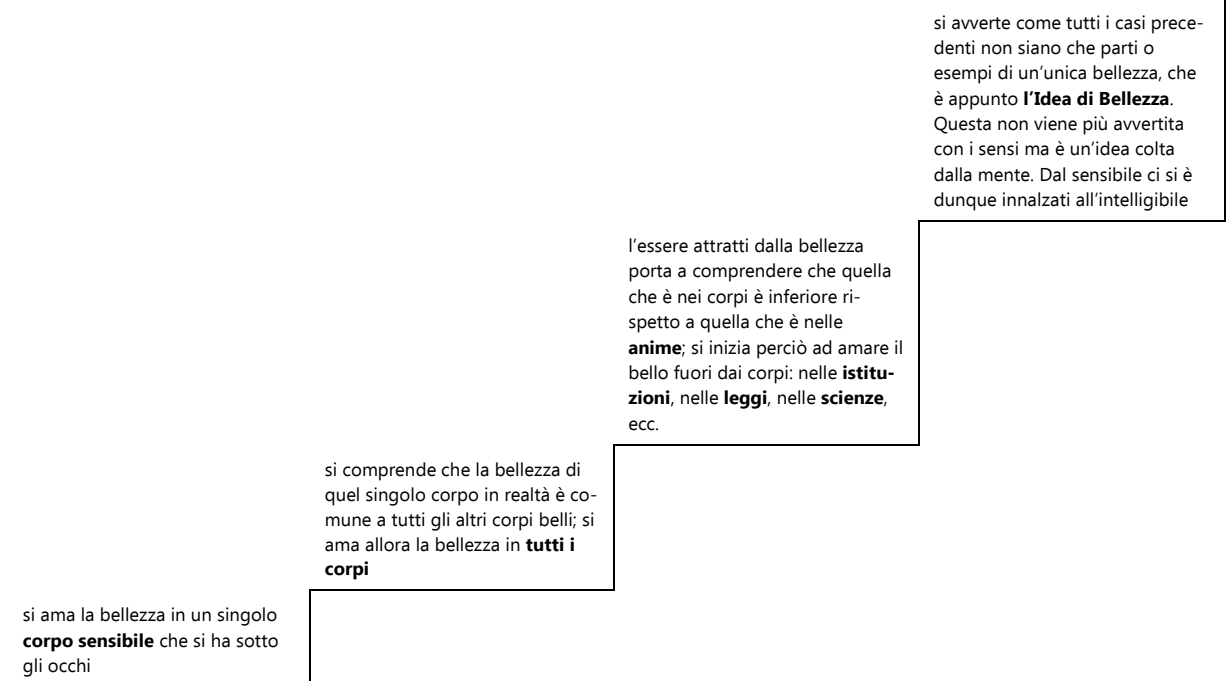 si avverte come tutti i casi prece-
denti non siano che parti o
esempi di un’unica bellezza, che
è appunto l’Idea di Bellezza.
Questa non viene più avvertita
con i sensi ma è un’idea colta
dalla mente. Dal sensibile ci si è
dunque innalzati all’intelligibile
l’essere attratti dalla bellezza
porta a comprendere che quella
che è nei corpi è inferiore ri-
spetto a quella che è nelle
anime; si inizia perciò ad amare il
bello fuori dai corpi: nelle istitu-
zioni, nelle leggi, nelle scienze,
ecc.
si comprende che la bellezza di
quel singolo corpo in realtà è co-
mune a tutti gli altri corpi belli; si
ama allora la bellezza in tutti i
corpi
si ama la bellezza in un singolo
corpo sensibile che si ha sotto
gli occhi